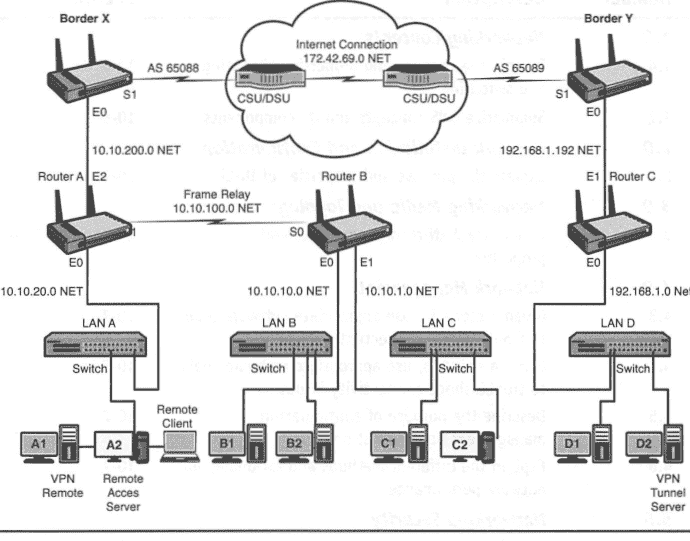 Border X
Border Y
Internet Connection
172.42.69.0 NET
AS 65088
AS 65089
S1
CSU/DSU
CSU/DSU
S1
E0
E0
10.10.200.0 NET
192.168.1.192 NET
Router A
E2
Frame Relay
10.10.100.0 NET
Router B
E1
Router C
1
S0
E0
E0
E1
E0
10.10.20.0 NET
10.10.10.0 NET
10.10.1.0 NET
192.168.1.0 Net
LAN A
LAN B
LAN C
LAN D
Switch
Switch
Switch
Switch
Remote
Client
A1
A2
B1
B2
C1
C2
D1
D2
VPN
Remote
Remote
Acces
Server
VPN
Tunnel
Server